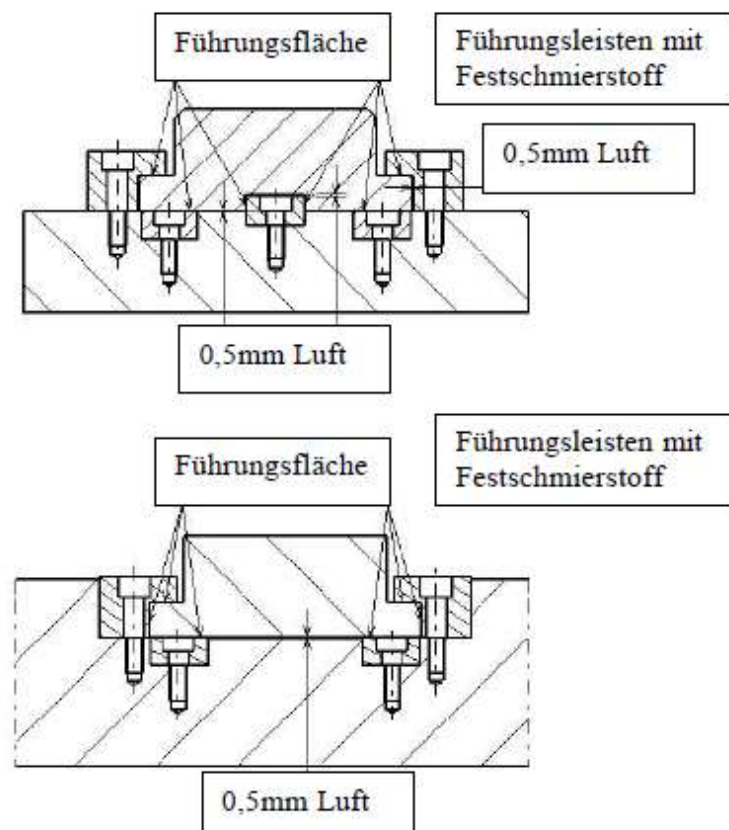 Führungsfläche
Führungsleisten mit
Festschmierstoff
0,5mm Luft
0,5mm Luft
Führungsfläche
Führungsleisten mit
Festschmierstoff
0,5mm Luft